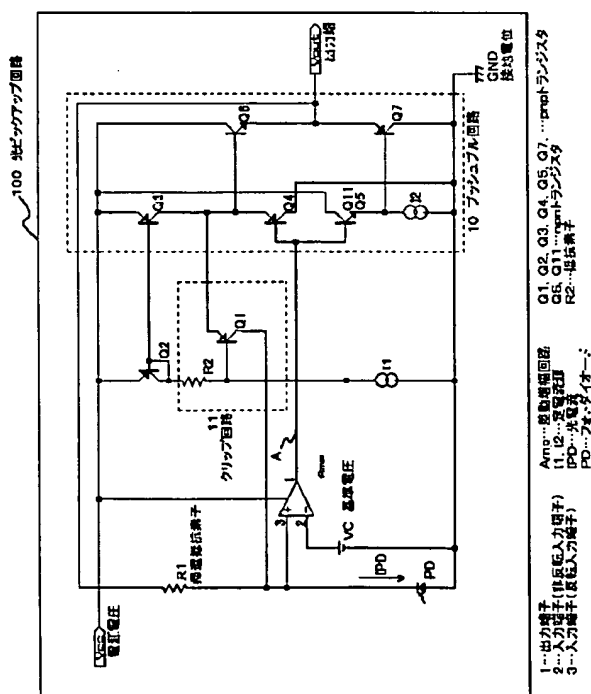 100 光ピックアップ回路
Vcc
電源電圧
R1
帰還抵抗素子
Q2
R2
Q1
11
クリップ回路
I1
A
Amp
1
2
3
VC 基準電圧
IPD
PD
Q4
Q11
Q5
I2
Q7
10 プッシュプル回路
Vout
出力端
GND
接地電位
1…出力端子
2…入力端子(非反転入力端子)
3…入力端子(反転入力端子)
Amp…差動増幅回路
I1, I2…定電流源
IPD…光電流
PD…フォトダイオード
Q1, Q2, Q3, Q4, Q5, Q7, …pnpトランジスタ
Q6, Q11…npnトランジスタ
R2…抵抗素子